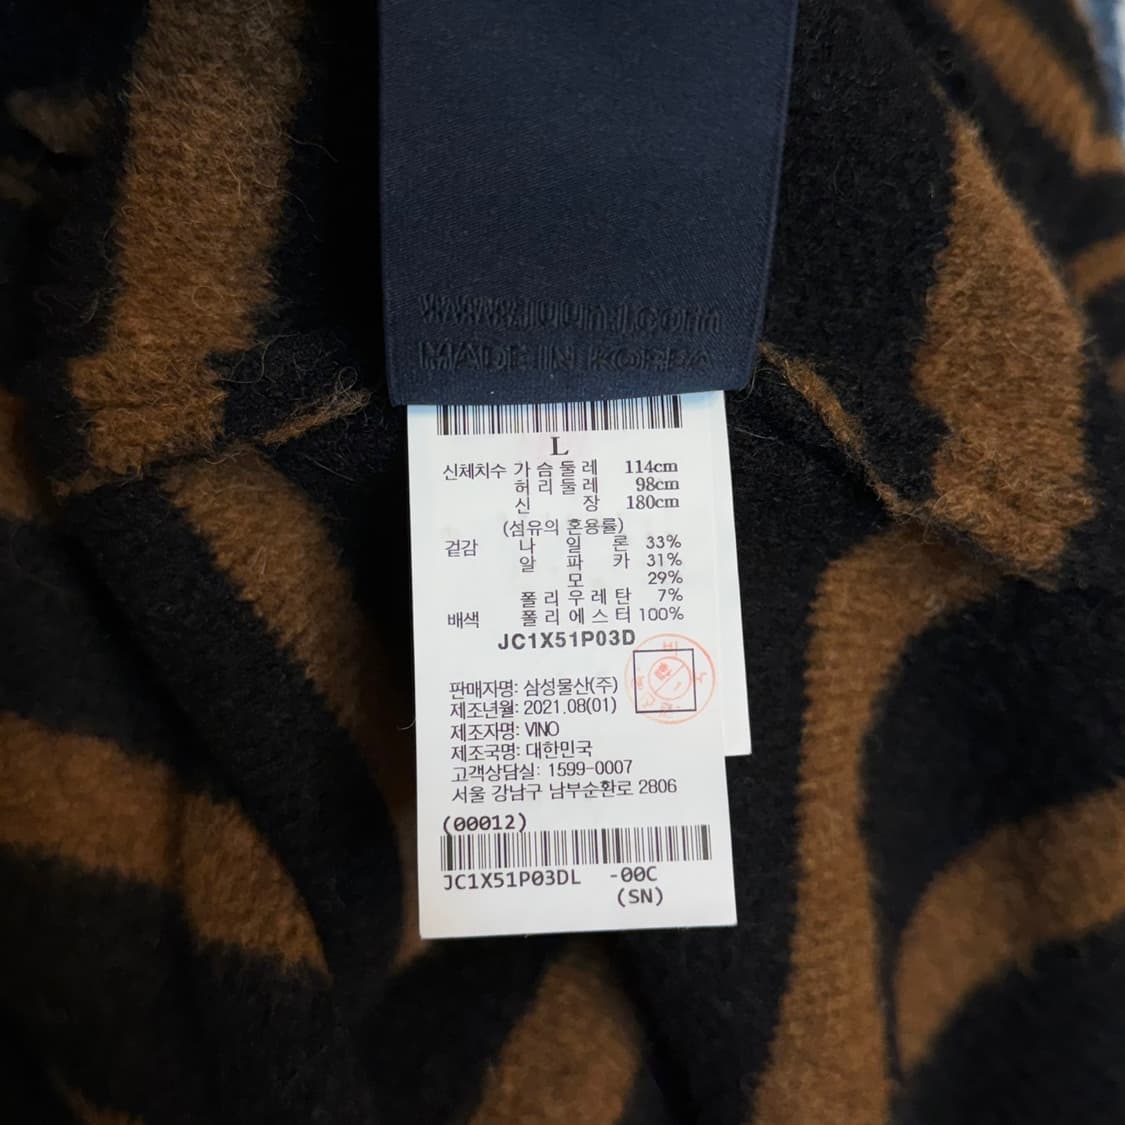 www.juunj.com
MADE IN KOREA
L
신체치수 가 슴 둘 레 114cm
허 리 둘 레 98cm
신 장 180cm
(섬유의 혼용률)
겉감 나 일 론 33%
알 파 카 31%
모 29%
폴 리 우 레 탄 7%
배색 폴 리 에 스 터 100%
JC1X51P03D
판매자명: 삼성물산(주)
제조년월: 2021.08(01)
제조자명: VINO
제조국명: 대한민국
고객상담실: 1599-0007
서울 강남구 남부순환로 2806
(00012)
JC1X51P03DL -00C
(SN)